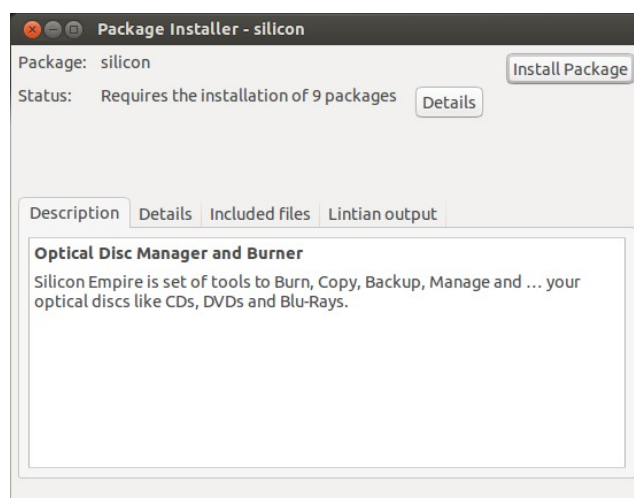 Package Installer - silicon
Package: silicon
Install Package
Status: Requires the installation of 9 packages Details
Description Details Included files Lintian output
Optical Disc Manager and Burner
Silicon Empire is set of tools to Burn, Copy, Backup, Manage and … your
optical discs like CDs, DVDs and Blu-Rays.